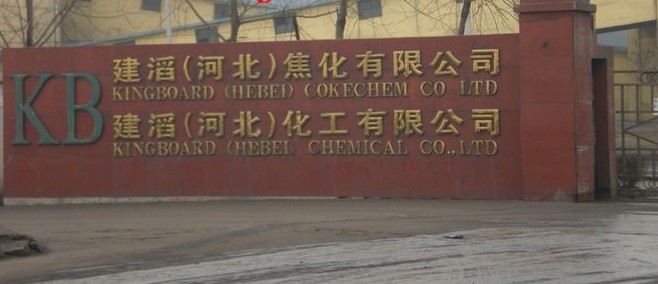 KB
建滔(河北)焦化有限公司
KINGBOARD (HEBEI) COKECHEM CO LTD
建滔(河北)化工有限公司
KINGBOARD (HEBEI, CHEMICAL CO.,LTD